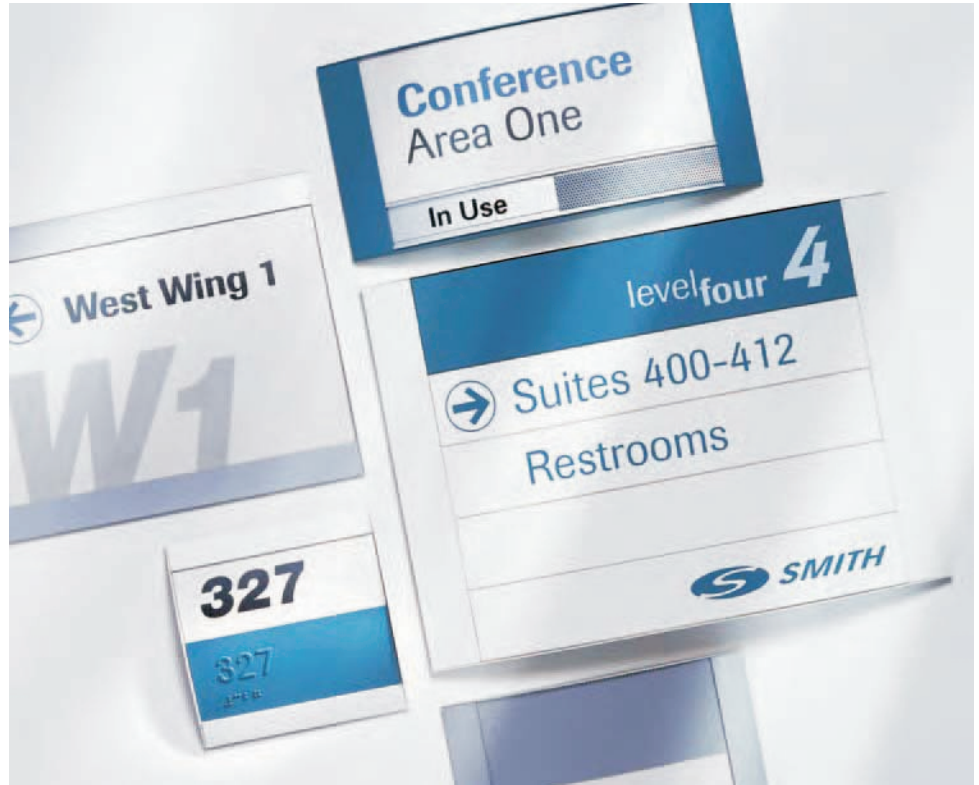 Conference
Area One
In Use
West Wing 1
W1
levelfour 4
Suites 400-412
Restrooms
SMITH
327
327